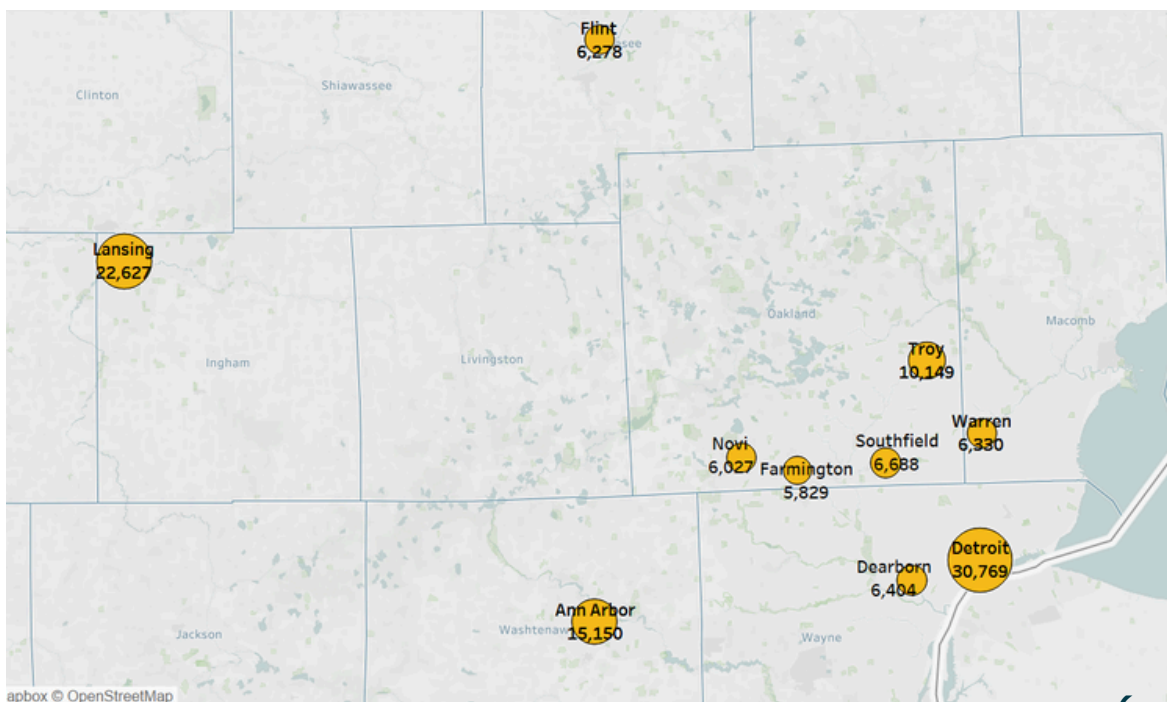 Flint
6,278
Clinton
Shiawassee
Lansing
22,627
Oakland
Macomb
Ingham
Livingston
Troy
10,149
Warren
6,330
Southfield
6,688
Novi
6,027
Farmington
5,829
Detroit
30,769
Dearborn
6,404
Ann Arbor
15,150
Washtenaw
Jackson
Wayne
apbox © OpenStreetMap